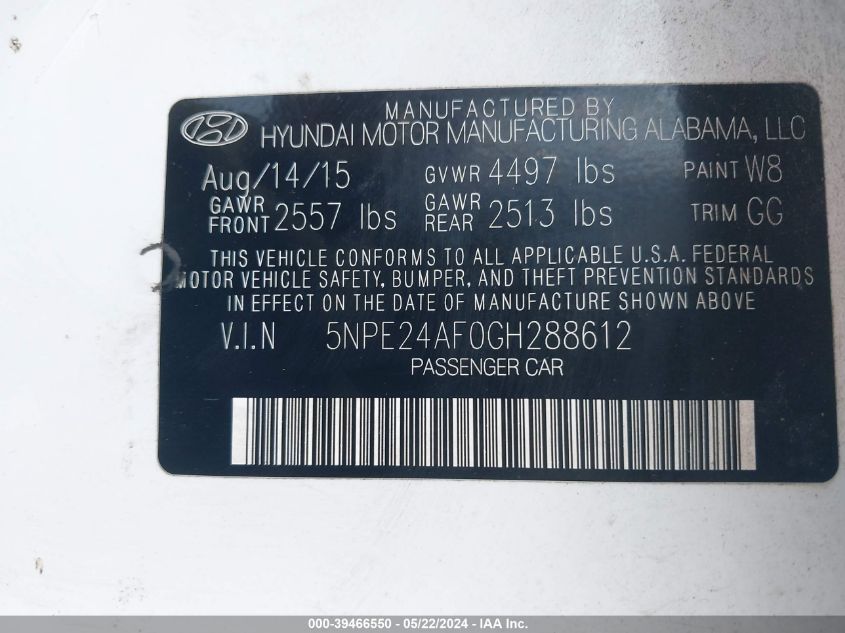 MANUFACTURED BY
HYUNDAI MOTOR MANUFACTURING ALABAMA, LLC
Aug/14/15 GVWR 4497 lbs PAINT W8
GAWR FRONT 2557 lbs GAWR REAR 2513 lbs TRIM GG
THIS VEHICLE CONFORMS TO ALL APPLICABLE U.S.A. FEDERAL
MOTOR VEHICLE SAFETY, BUMPER, AND THEFT PREVENTION STANDARDS
IN EFFECT ON THE DATE OF MANUFACTURE SHOWN ABOVE
V.I.N 5NPE24AF0GH288612
PASSENGER CAR
000-39466550 - 05/22/2024 - IAA Inc.